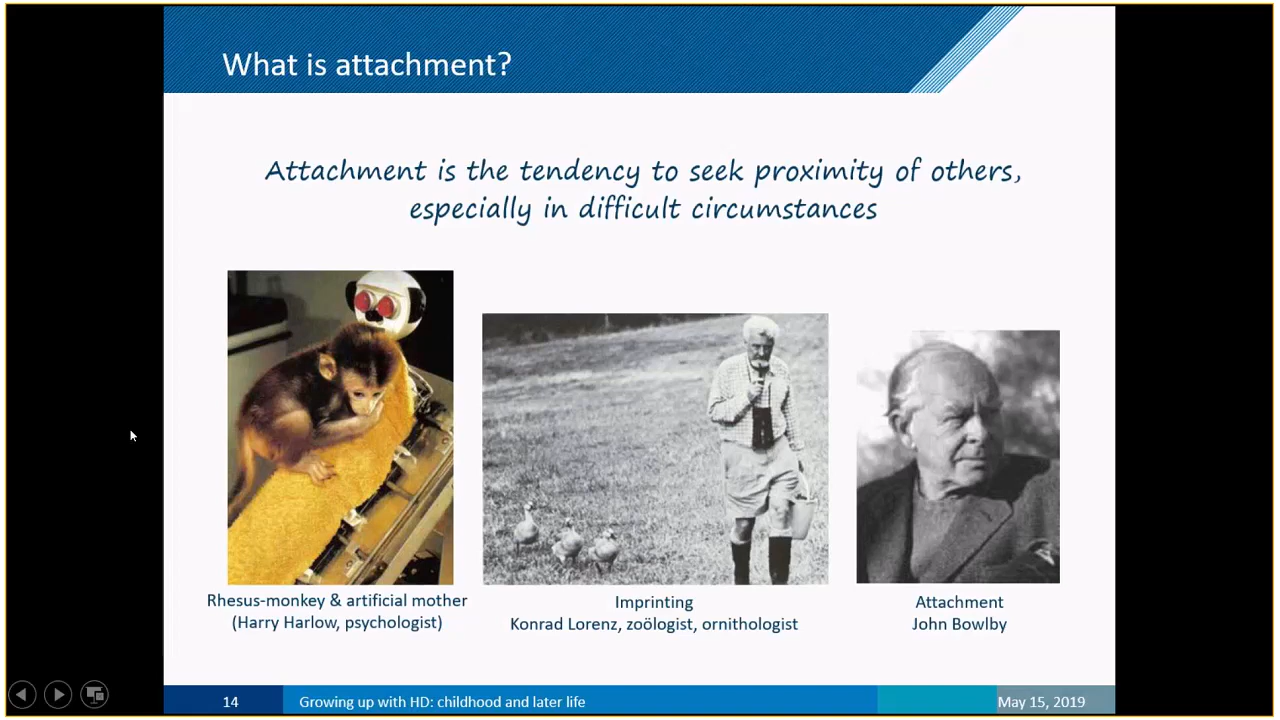 What is attachment?
Attachment is the tendency to seek proximity of others,
especially in difficult circumstances
Rhesus-monkey & artificial mother
(Harry Harlow, psychologist)
Imprinting
Konrad Lorenz, zoölogist, ornithologist
Attachment
John Bowlby
14
Growing up with HD: childhood and later life
May 15, 2019